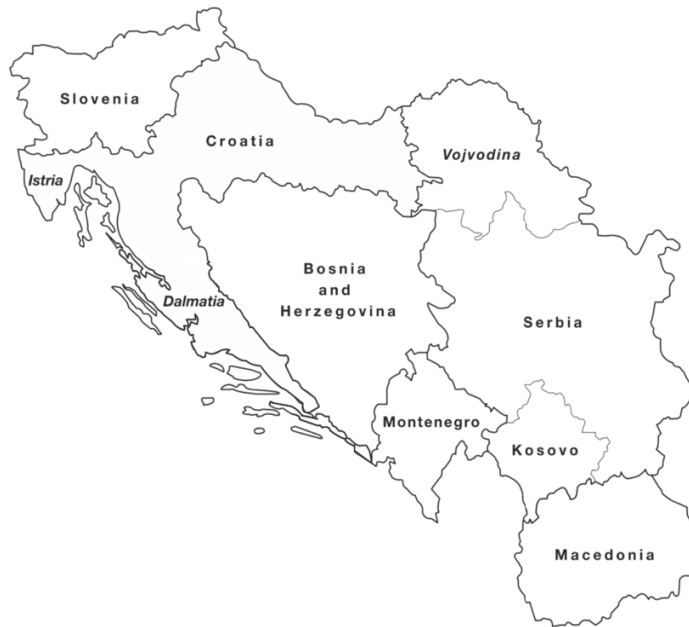 Slovenia
Croatia
Vojvodina
Istria
Bosnia
and
Herzegovina
Dalmatia
Serbia
Montenegro
Kosovo
Macedonia